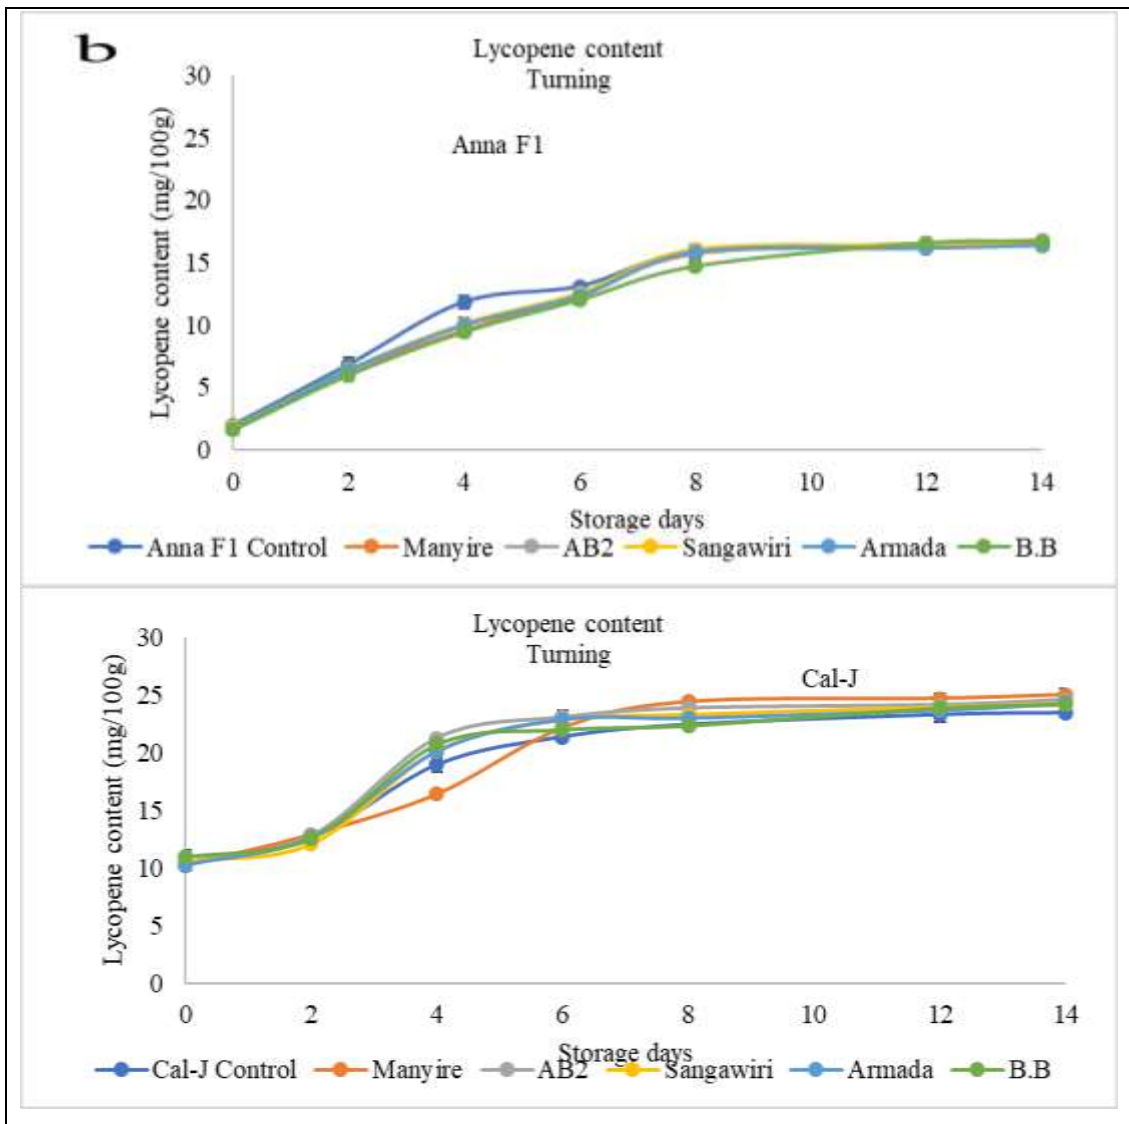 b
Lycopene content
Turning
Anna F1
Lycopene content (mg/100g)
30
25
20
15
10
5
0
0 2 4 6 8 10 12 14
Storage days
Anna F1 Control Manyire AB2 Sangawiri Armada B.B
Lycopene content
Turning
Cal-J
Lycopene content (mg/100g)
30
25
20
15
10
5
0
0 2 4 6 8 10 12 14
Storage days
Cal-J Control Manyire AB2 Sangawiri Armada B.B